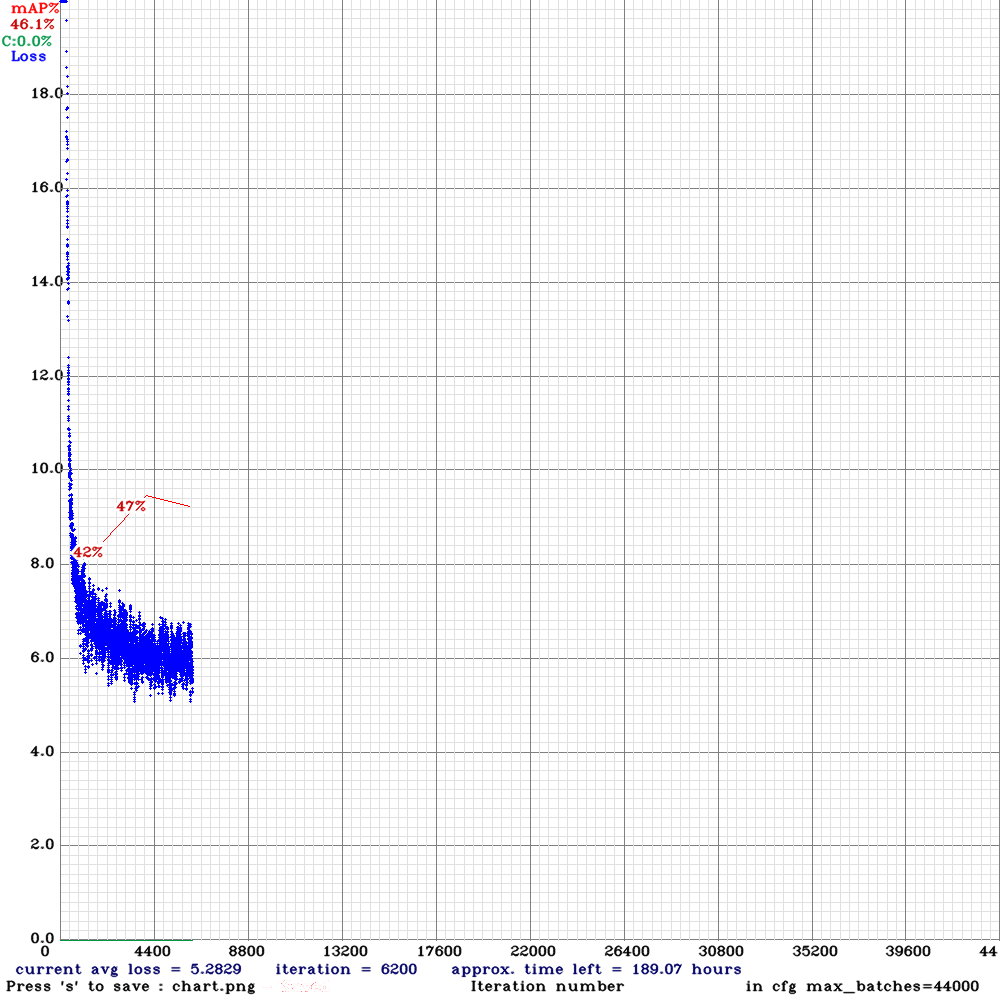 mAP%
46.1%
C:0.0%
Loss
18.0
16.0
14.0
12.0
10.0
47%
42%
8.0
6.0
4.0
2.0
0.0
0 4400 8800 13200 17600 22000 26400 30800 35200 39600 44
current avg loss = 5.2829 iteration = 6200 approx. time left = 189.07 hours
Press 's' to save : chart.png Iteration number in cfg max_batches=44000